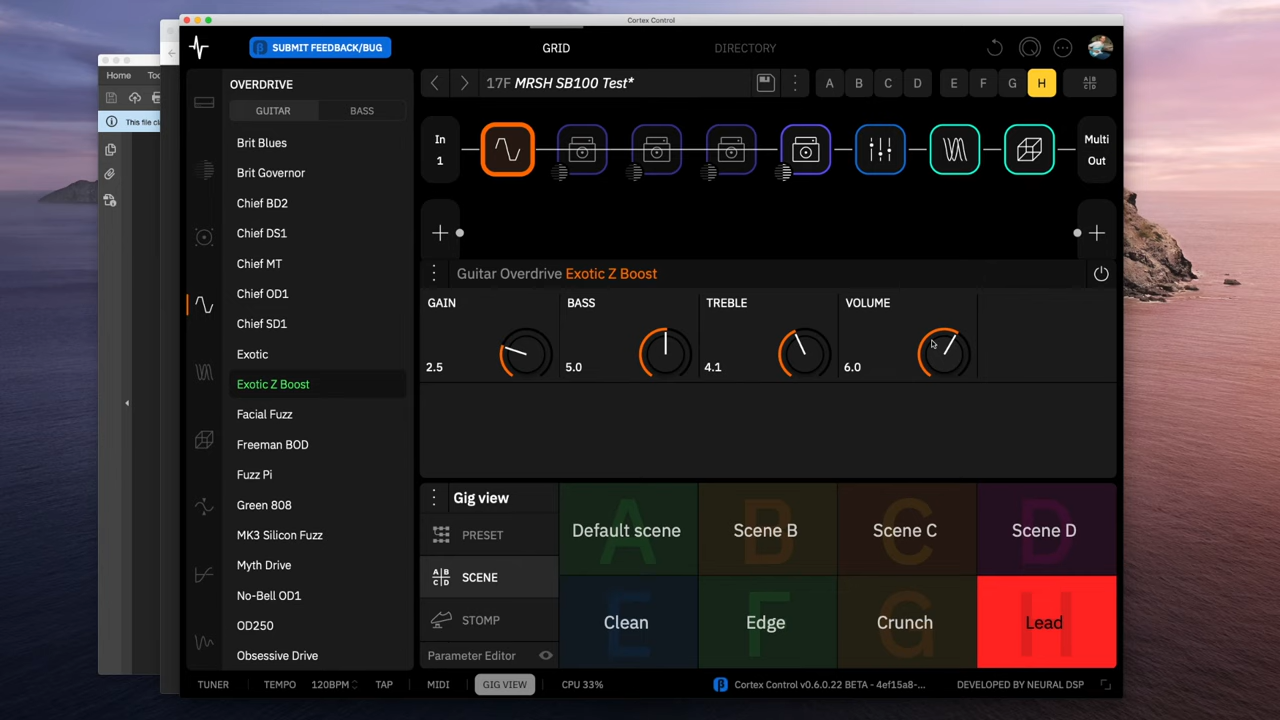 Cortex Control
SUBMIT FEEDBACK/BUG
GRID
DIRECTORY
Home
This file
OVERDRIVE
GUITAR
BASS
17F MRSH SB100 Test*
A
B
C
D
E
F
G
H
A B
C D
Brit Blues
Brit Governor
Chief BD2
Chief DS1
Chief MT
Chief OD1
Chief SD1
Exotic
Exotic Z Boost
Facial Fuzz
Freeman BOD
Fuzz Pi
Green 808
MK3 Silicon Fuzz
Myth Drive
No-Bell OD1
OD250
Obsessive Drive
In
1
Multi
Out
Guitar Overdrive Exotic Z Boost
GAIN
BASS
TREBLE
VOLUME
2.5
5.0
4.1
6.0
Gig view
PRESET
A B
C D
SCENE
STOMP
Parameter Editor
A
Default scene
B
Scene B
C
Scene C
D
Scene D
E
Clean
F
Edge
G
Crunch
H
Lead
TUNER
TEMPO
120BPM
TAP
MIDI
GIG VIEW
CPU 33%
Cortex Control v0.6.0.22 BETA - 4ef15a8-...
DEVELOPED BY NEURAL DSP